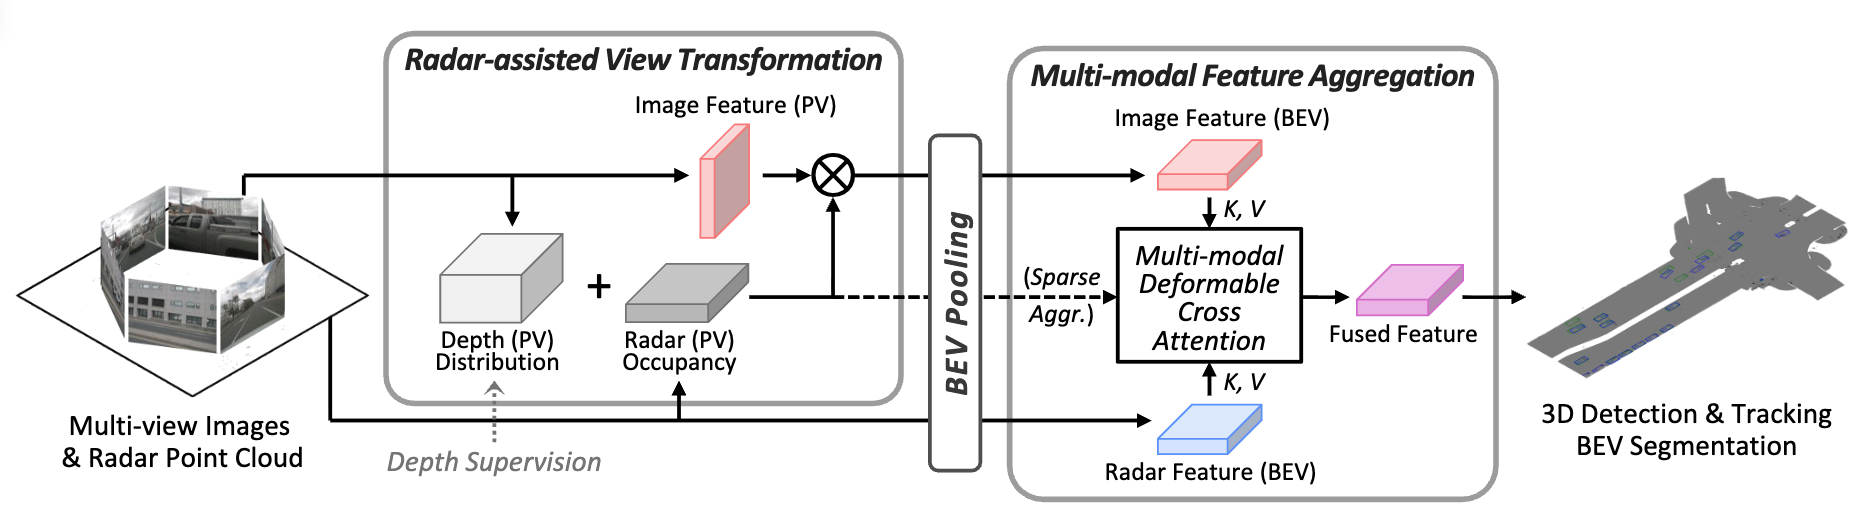 Radar-assisted View Transformation
Image Feature (PV)
+
Depth (PV)
Distribution
Radar (PV)
Occupancy
Multi-view Images
& Radar Point Cloud
Depth Supervision
BEV Pooling
Multi-modal Feature Aggregation
Image Feature (BEV)
K, V
(Sparse
Aggr.)
Multi-modal
Deformable
Cross
Attention
Fused Feature
K, V
Radar Feature (BEV)
3D Detection & Tracking
BEV Segmentation